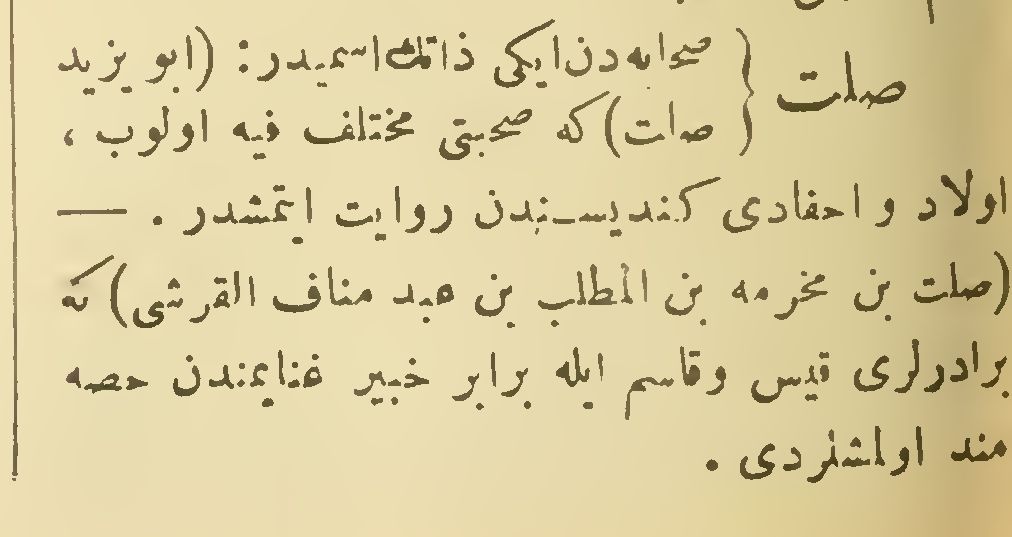 صلت { صحابه‌دن ایکی ذاتك اسمیدر: (ابو یزید
صلت) که صحبتی مختلف فیه اولوب ،
اولاد و احفادی کندیسـندن روایت ایتمشدر . —
(صلت بن مخرمه بن المطلب بن عبد مناف القرشی) که
برادرلری قیس وقاسم ایله برابر خیبر غنایمندن حصه
مند اولمشلردی .